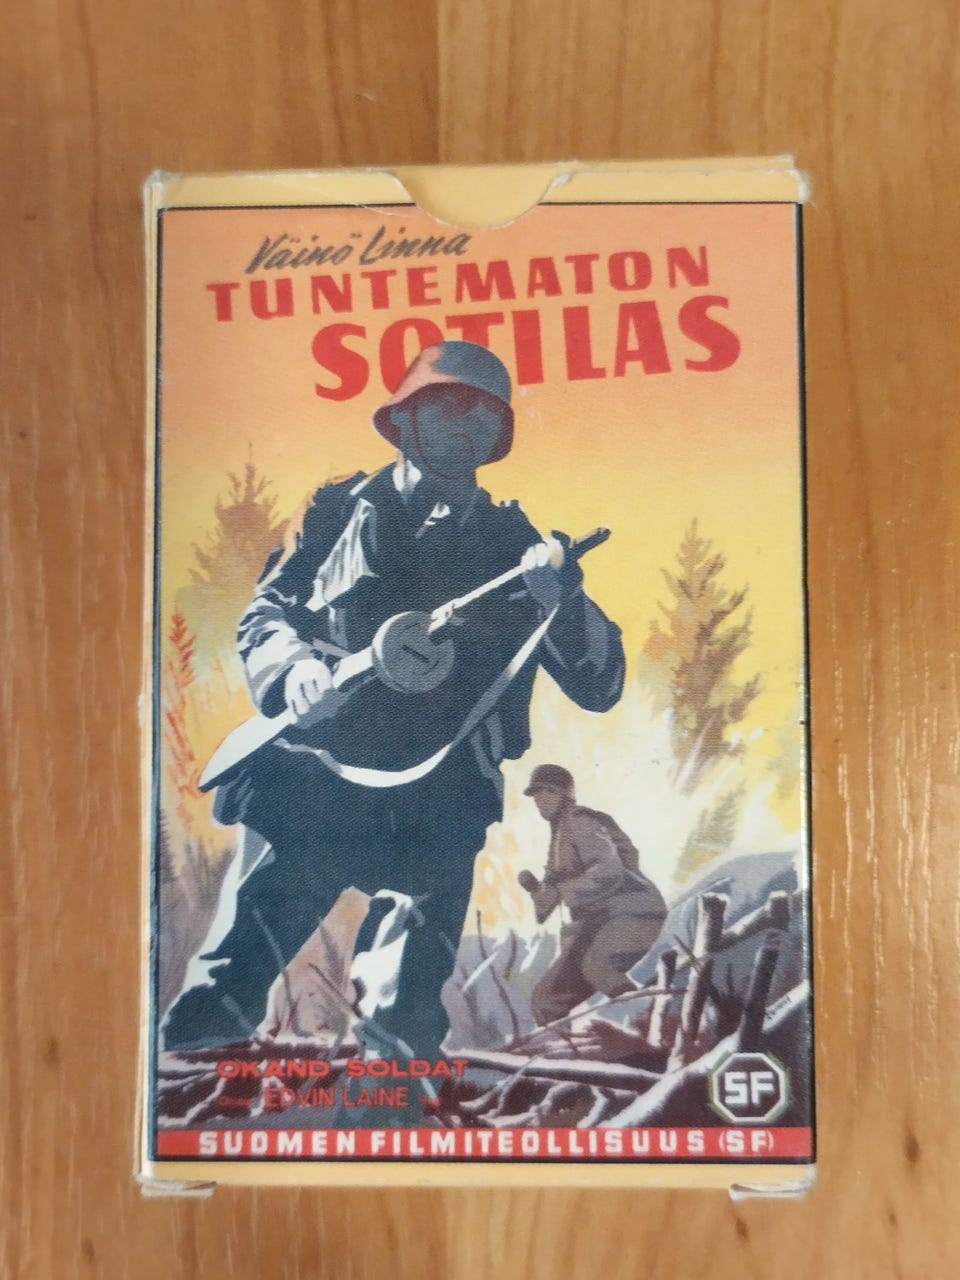 Väinö Linna
TUNTEMATON
SOTILAS
OKÄND SOLDAT
EDVIN LAINE
SF
SUOMEN FILMITEOLLISUUS (SF)